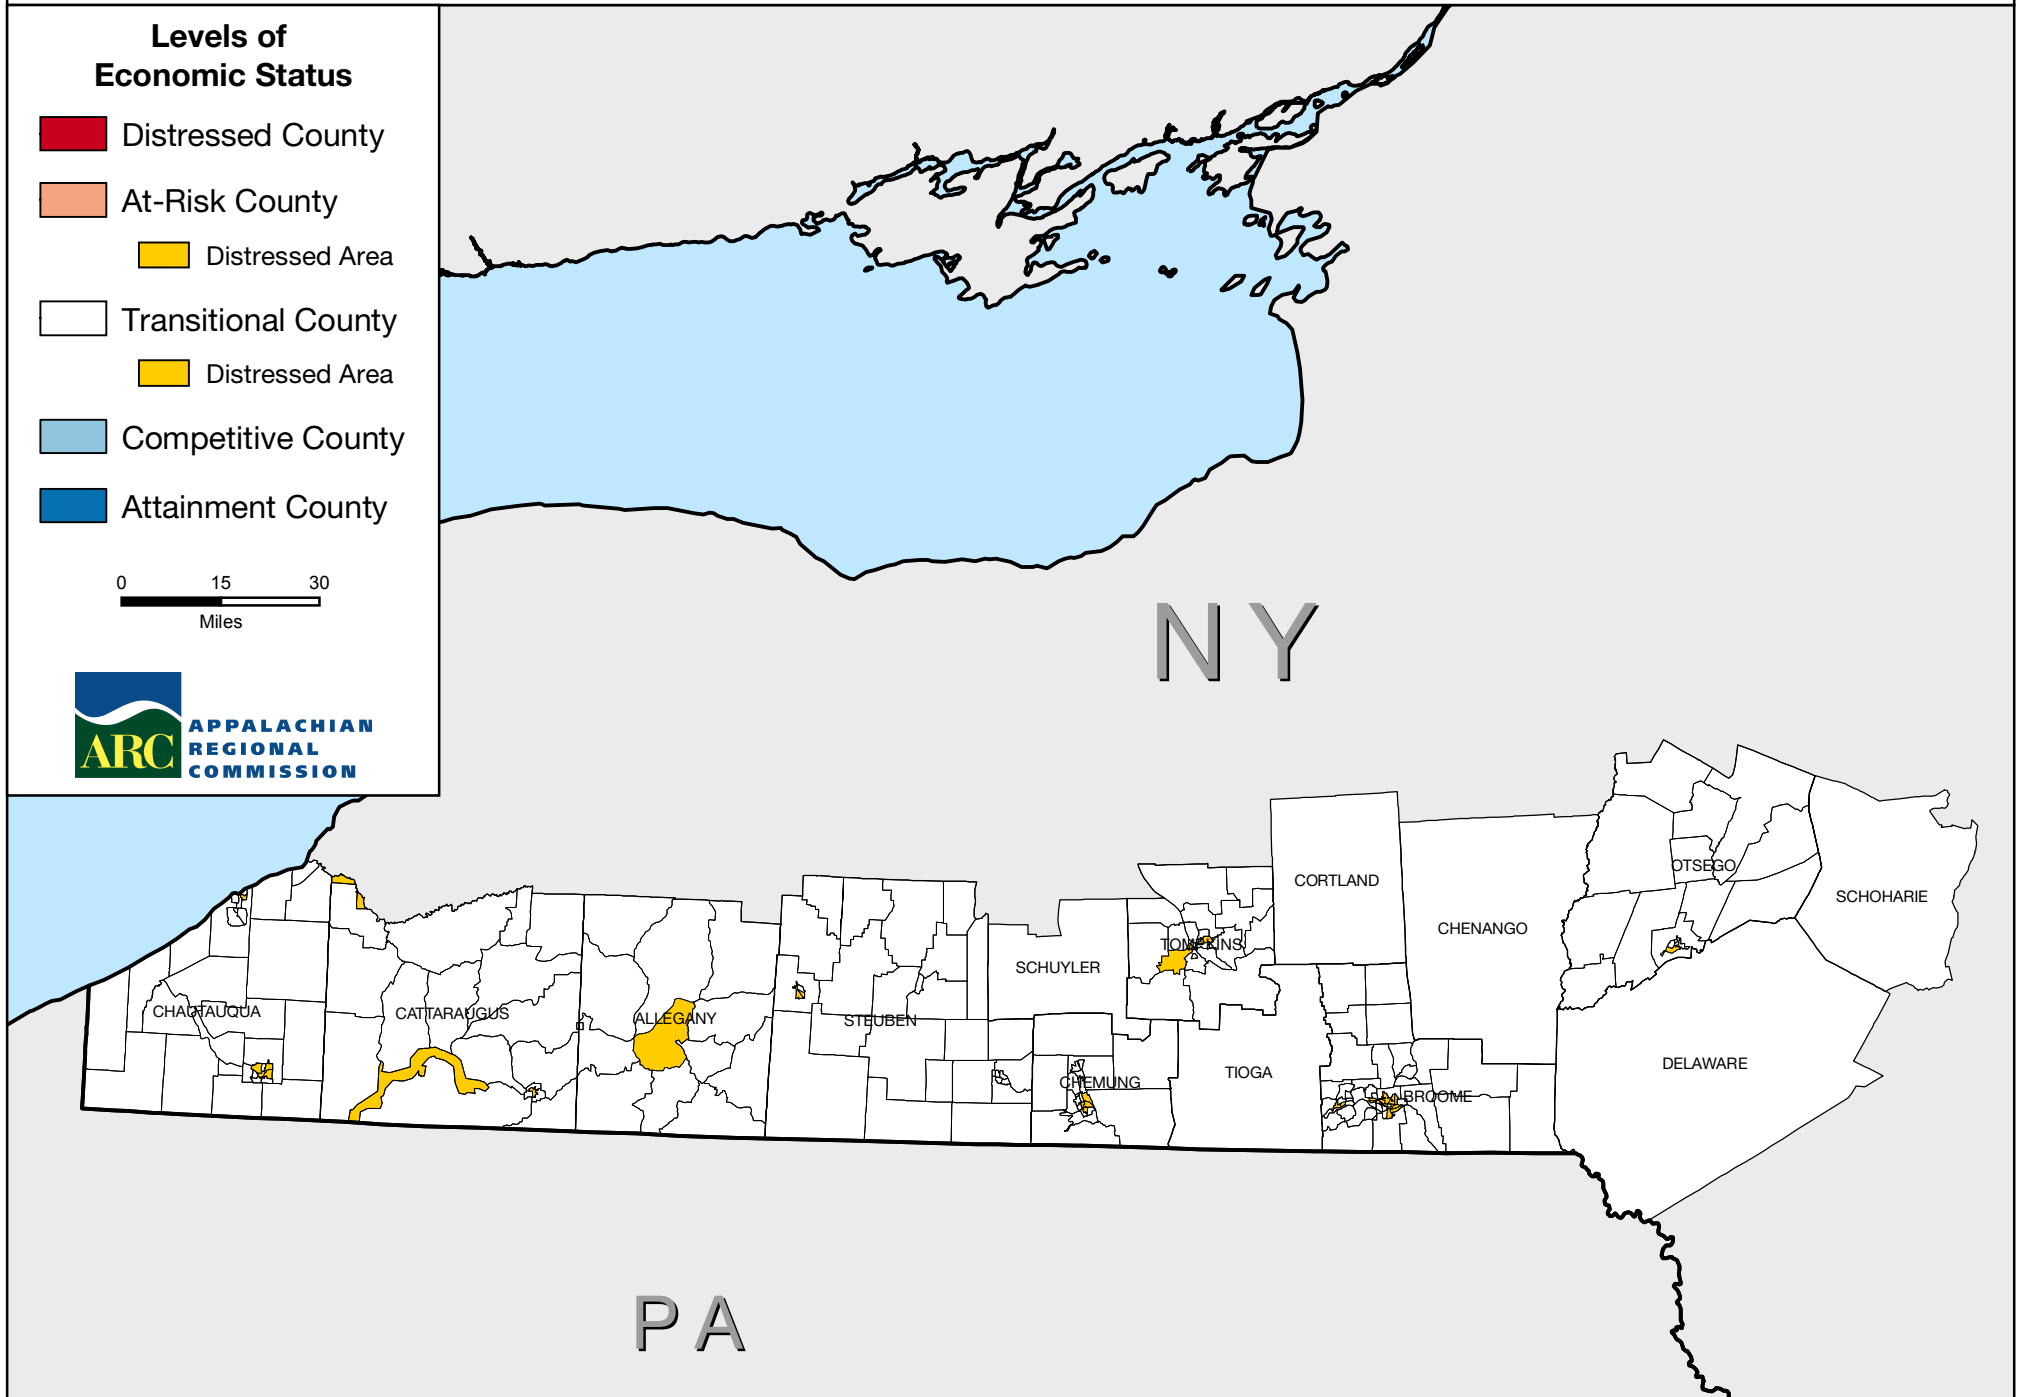 Levels of
Economic Status
Distressed County
At-Risk County
Distressed Area
Transitional County
Distressed Area
Competitive County
Attainment County
0 15 30
Miles
ARC
APPALACHIAN
REGIONAL
COMMISSION
NY
OTSEGO
CORTLAND
SCHOHARIE
CHENANGO
TOMPKINS
SCHUYLER
CHAUTAUQUA
CATTARAUGUS
ALLEGANY
STEUBEN
DELAWARE
TIOGA
CHEMUNG
BROOME
PA